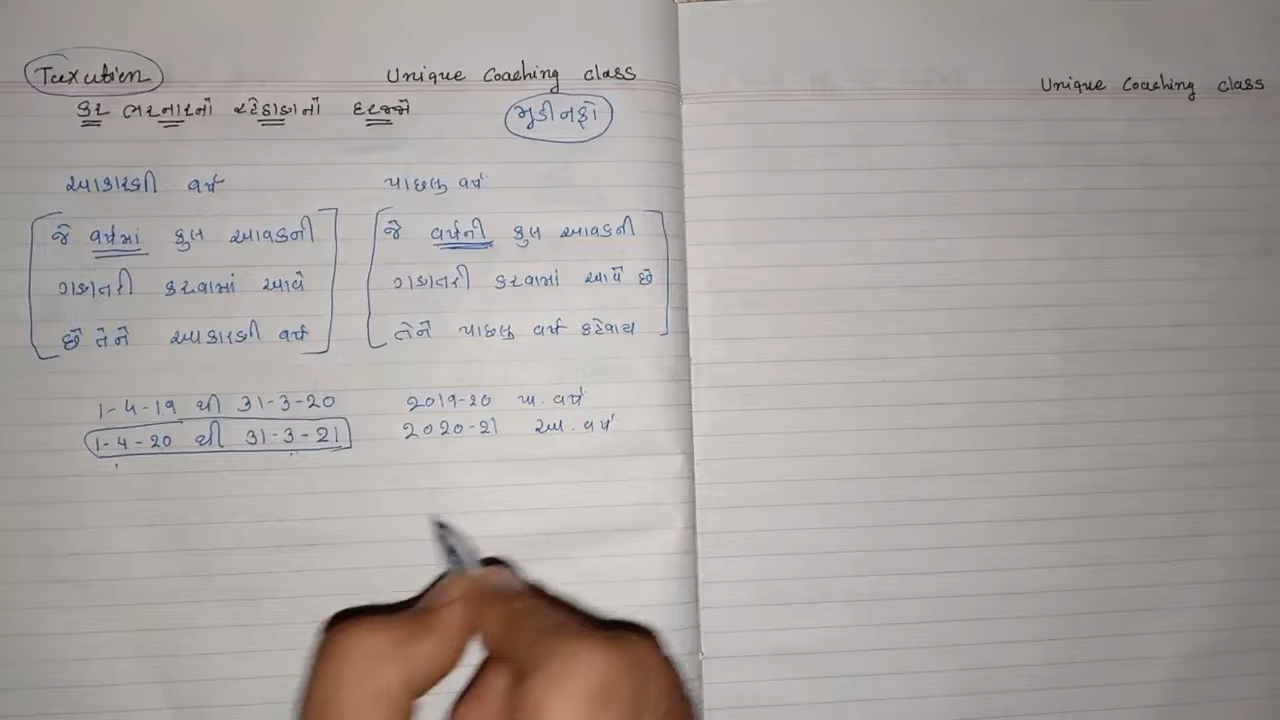 Taxation
Unique Coaching Class
કર ભરનારનો રહેઠાણનો દરજ્જો
મૂડી નફો
આકારણી વર્ષ
જે વર્ષમાં કુલ આવકની
ગણતરી કરવામાં આવે
છે તેને આકારણી વર્ષ
પાછલુ વર્ષ
જે વર્ષની કુલ આવકની
ગણતરી કરવામાં આવે છે
તેને પાછલુ વર્ષ કહેવાય
1-4-19 થી 31-3-20 2019-20 પા. વર્ષ
1-4-20 થી 31-3-21 2020-21 આ. વર્ષ
Unique Coaching Class